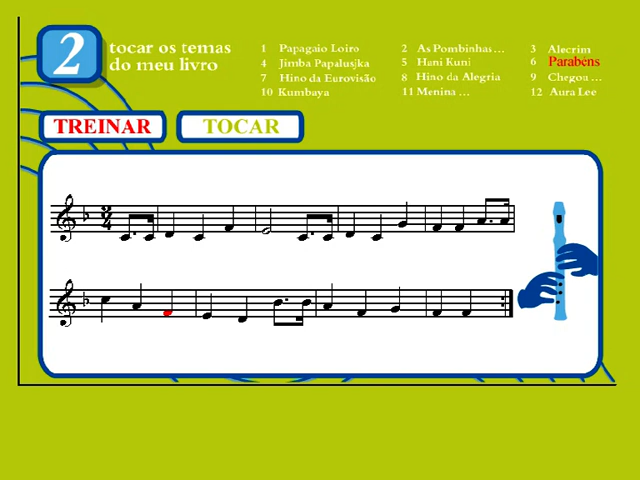 2
tocar os temas
do meu livro
1 Papagaio Loiro
2 As Pombinhas...
3 Alecrim
4 Jimba Papalusjka
5 Hani Kuni
6 Parabéns
7 Hino da Eurovisão
8 Hino da Alegria
9 Chegou ...
10 Kumbaya
11 Menina ...
12 Aura Lee
TREINAR
TOCAR
2
4